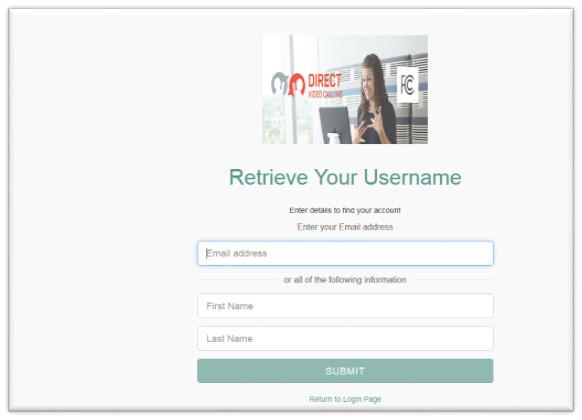 DIRECT
VIDEO CALLING
FCC
Retrieve Your Username
Enter details to find your account
Enter your Email address
Email address
or all of the following information
First Name
Last Name
SUBMIT
Return to Login Page